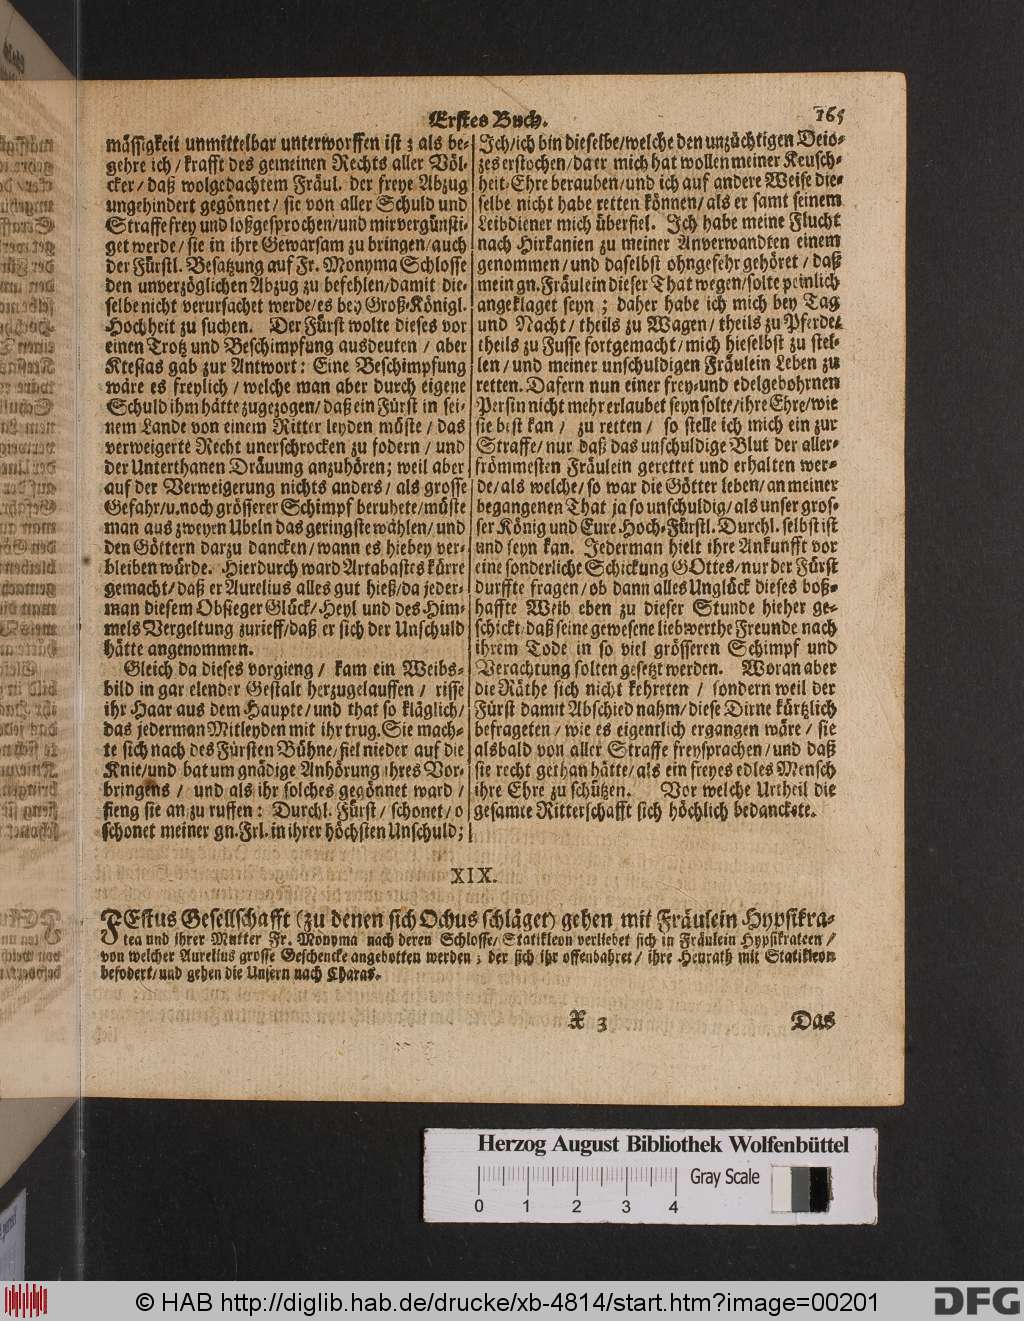 Erstes Buch.
165
mässigkeit unmittelbar unterworffen ist; als be-
gehre ich/ krafft des gemeinen Rechts aller Völ-
cker/ daß wolgedachtem Fräul. der freye Abzug
ungehindert gegönnet/ sie von aller Schuld und
Straffe frey und loßgesprochen/und mir vergünsti-
get werde/ sie in ihre Gewarsam zu bringen/auch
der Fürstl. Besatzung auf Fr. Monyma Schlosse
den unverzöglichen Abzug zu befehlen/damit die-
selbe nicht verursachet werde/es bey Groß-Königl.
Hochheit zu suchen. Der Fürst wolte dieses vor
einen Trotz und Beschimpfung ausdeuten / aber
Ktesias gab zur Antwort: Eine Beschimpfung
wäre es freylich/ welche man aber durch eigene
Schuld ihm hätte zugezogen/ daß ein Fürst in sei-
nem Lande von einem Ritter leyden müste/ das
verweigerte Recht unerschrocken zu fodern/ und
der Unterthanen Dräuung anzuhören; weil aber
auf der Verweigerung nichts anders/ als grosse
Gefahr/u.noch grösserer Schimpf beruhete/müste
man aus zweyen Ubeln das geringste wählen/ und
den Göttern darzu dancken/ wann es hiebey ver-
bleiben würde. Hierdurch ward Artabastes kürre
gemacht/ daß er Aurelius alles gut hieß/da jeder-
man diesem Obsieger Glück/ Heyl und des Him-
mels Vergeltung zurieff/daß er sich der Unschuld
hätte angenommen.
Gleich da dieses vorgieng/ kam ein Weibs-
bild in gar elender Gestalt herzugelauffen/ risse
ihr Haar aus dem Haupte/und that so kläglich/
das jederman Mitleyden mit ihr trug. Sie mach-
te sich nach des Fürsten Bühne/ fiel nieder auf die
Knie/und bat um gnädige Anhörung ihres Vor-
bringens/ und als ihr solches gegönnet ward/
fieng sie an zu ruffen: Durchl. Fürst/ schonet/ o
schonet meiner gn. Frl. in ihrer höchsten Unschuld;
Ich/ich bin dieselbe/welche den unzüchtigen Deio-
zes erstochen/da er mich hat wollen meiner Keusch-
heit-Ehre berauben/und ich auf andere Weise die-
selbe nicht habe retten können/ als er samt seinem
Leibdiener mich überfiel. Ich habe meine Flucht
nach Hirkanien zu meiner Anverwandten einem
genommen/ und daselbst ohngefehr gehöret/ daß
mein gn. Fräulein dieser That wegen/ solte peinlich
angeklaget seyn; daher habe ich mich bey Tag
und Nacht/ theils zu Wagen/ theils zu Pferde/
theils zu Fusse fortgemacht/ mich hieselbst zu stel-
len/ und meiner unschuldigen Fräulein Leben zu
retten. Dafern nun einer frey-und edelgebohrnen
Persin nicht mehr erlaubet seyn solte/ihre Ehre/wie
sie best kan/ zu retten/ so stelle ich mich ein zur
Straffe/ nur daß das unschuldige Blut der aller-
frömmesten Fräulein gerettet und erhalten wer-
de/ als welche/ so war die Götter leben/ an meiner
begangenen That ja so unschuldig/als unser gros-
ser König und Eure Hoch-Fürstl. Durchl. selbst ist
und seyn kan. Jederman hielt ihre Ankunfft vor
eine sonderliche Schickung GOttes/ nur der Fürst
durffte fragen/ ob dann alles Unglück dieses boß-
haffte Weib eben zu dieser Stunde hieher ge-
schickt/ daß seine gewesene liebwerthe Freunde nach
ihrem Tode in so viel grösseren Schimpf und
Verachtung solten gesetzt werden. Woran aber
die Räthe sich nicht kehreten/ sondern weil der
Fürst damit Abschied nahm/ diese Dirne kürtzlich
befrageten/ wie es eigentlich ergangen wäre/ sie
alsbald von aller Straffe freysprachen/und daß
sie recht gethan hätte/ als ein freyes edles Mensch
ihre Ehre zu schützen. Vor welche Urtheil die
gesamte Ritterschafft sich höchlich bedanckete.
XIX.
FEstus Gesellschafft (zu denen sich Ochus schläget) gehen mit Fräulein Hypsikra-
tea und ihrer Mutter Fr. Monyma nach deren Schlosse/ Statikleon verliebet sich in Fräulein Hypsikrateen/
von welcher Aurelius grosse Geschencke angebotten werden; der sich ihr offenbahret/ ihre Heurath mit Statikleon
befodert/ und gehen die Unsern nach Charas.
X 3
Das
Herzog August Bibliothek Wolfenbüttel
Gray Scale
0 1 2 3 4
© HAB http://diglib.hab.de/drucke/xb-4814/start.htm?image=00201
DFG